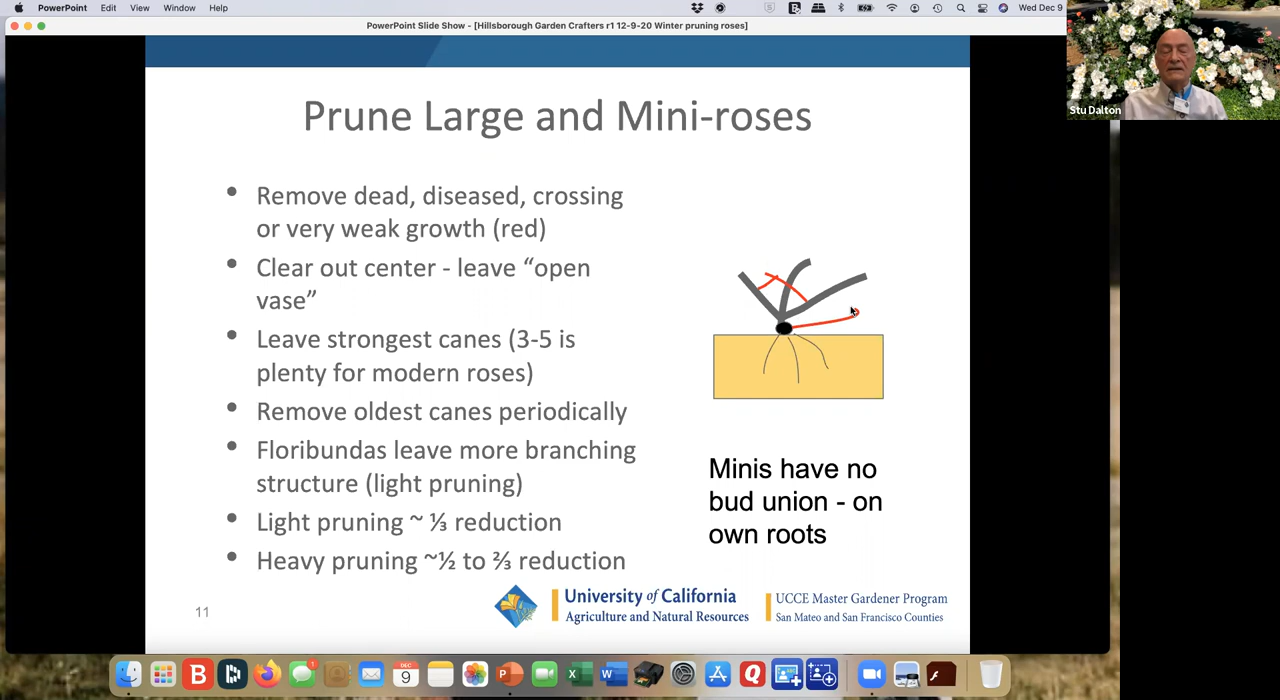 PowerPoint Edit View Window Help Wed Dec 9
PowerPoint Slide Show - [Hillsborough Garden Crafters r1 12-9-20 Winter pruning roses]
Stu Dalton
Prune Large and Mini-roses
• Remove dead, diseased, crossing
or very weak growth (red)
• Clear out center - leave “open
vase”
• Leave strongest canes (3-5 is
plenty for modern roses)
• Remove oldest canes periodically
• Floribundas leave more branching
structure (light pruning)
• Light pruning ~ ⅓ reduction
• Heavy pruning ~½ to ⅔ reduction
Minis have no
bud union - on
own roots
11
University of California
Agriculture and Natural Resources
UCCE Master Gardener Program
San Mateo and San Francisco Counties
B
1
DEC
9
P
X
W
Q
f